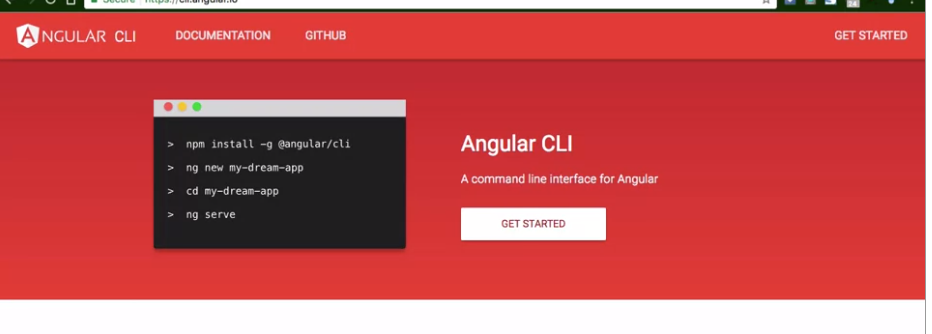 Secure https://cli.angular.io
ANGULAR CLI DOCUMENTATION GITHUB GET STARTED
> npm install -g @angular/cli
> ng new my-dream-app
> cd my-dream-app
> ng serve
Angular CLI
A command line interface for Angular
GET STARTED